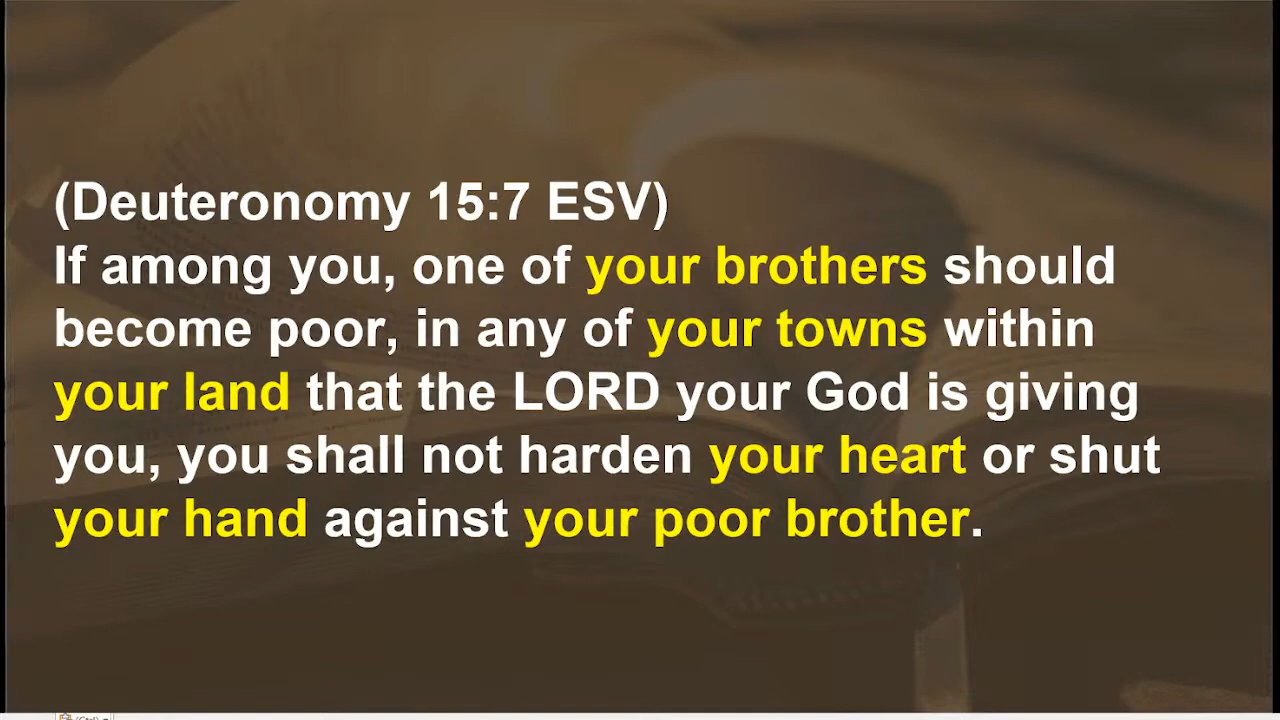 (Deuteronomy 15:7 ESV)
If among you, one of your brothers should
become poor, in any of your towns within
your land that the LORD your God is giving
you, you shall not harden your heart or shut
your hand against your poor brother.
(Ctrl)